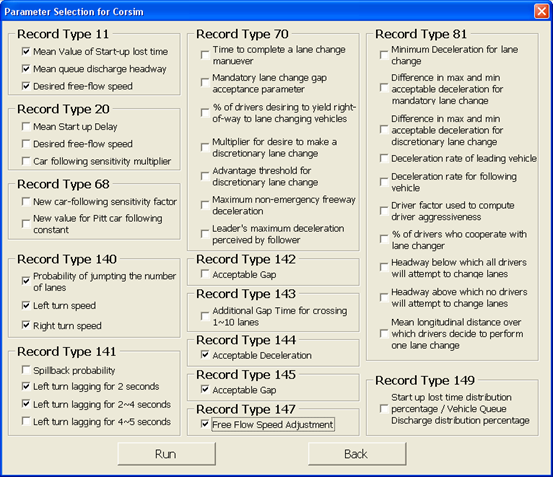 Parameter Selection for Corsim
Record Type 11
Mean Value of Start-up lost time
Mean queue discharge headway
Desired free-flow speed
Record Type 20
Mean Start up Delay
Desired free-flow speed
Car following sensitivity multiplier
Record Type 68
New car-following sensitivity factor
New value for Pitt car following
constant
Record Type 140
Probability of jumpting the number
of lanes
Left turn speed
Right turn speed
Record Type 141
Spillback probability
Left turn lagging for 2 seconds
Left turn lagging for 2~4 seconds
Left turn lagging for 4~5 seconds
Record Type 70
Time to complete a lane change
manuever
Mandatory lane change gap
acceptance parameter
% of drivers desiring to yield right-
of-way to lane changing vehicles
Multiplier for desire to make a
discretionary lane change
Advantage threshold for
discretionary lane change
Maximum non-emergency freeway
deceleration
Leader's maximum deceleration
perceived by follower
Record Type 142
Acceptable Gap
Record Type 143
Additional Gap Time for crossing
1~10 lanes
Record Type 144
Acceptable Deceleration
Record Type 145
Acceptable Gap
Record Type 147
Free Flow Speed Adjustment
Record Type 81
Minimum Deceleration for lane
change
Difference in max and min
acceptable deceleration for
mandatory lane change
Difference in max and min
acceptable deceleration for
discretionary lane change
Deceleration rate of leading vehicle
Deceleration rate for following
vehicle
Driver factor used to compute
driver aggressiveness
% of drivers who cooperate with
lane changer
Headway below which all drivers
will attempt to change lanes
Headway above which no drivers
will attempt to change lanes
Mean longitudinal distance over
which drivers decide to perform
one lane change
Record Type 149
Start up lost time distribution
percentage / Vehicle Queue
Discharge distribution percentage
Run
Back